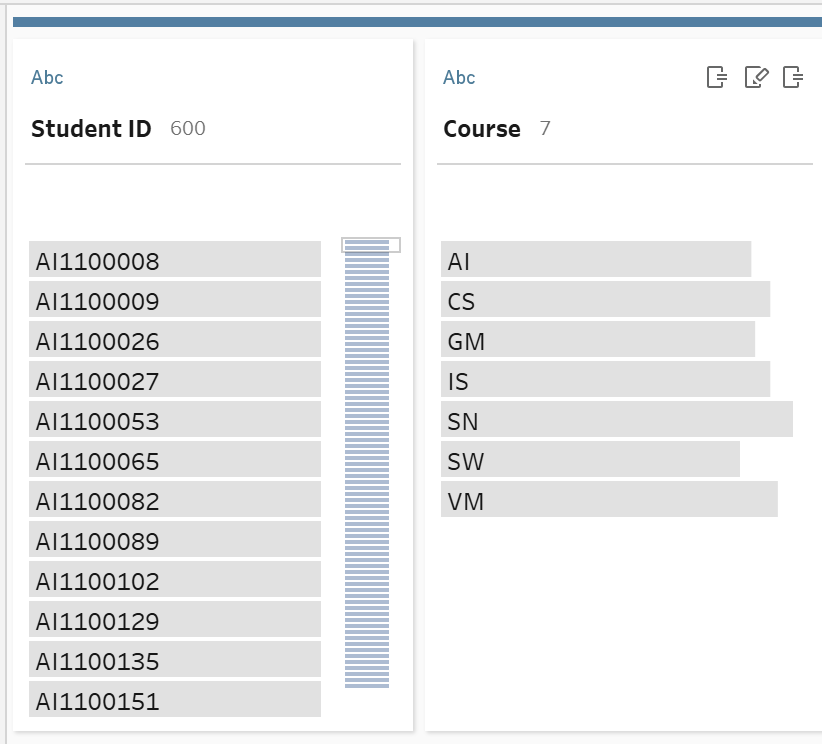 Abc
Student ID 600
AI1100008
AI1100009
AI1100026
AI1100027
AI1100053
AI1100065
AI1100082
AI1100089
AI1100102
AI1100129
AI1100135
AI1100151
Abc
Course 7
AI
CS
GM
IS
SN
SW
VM